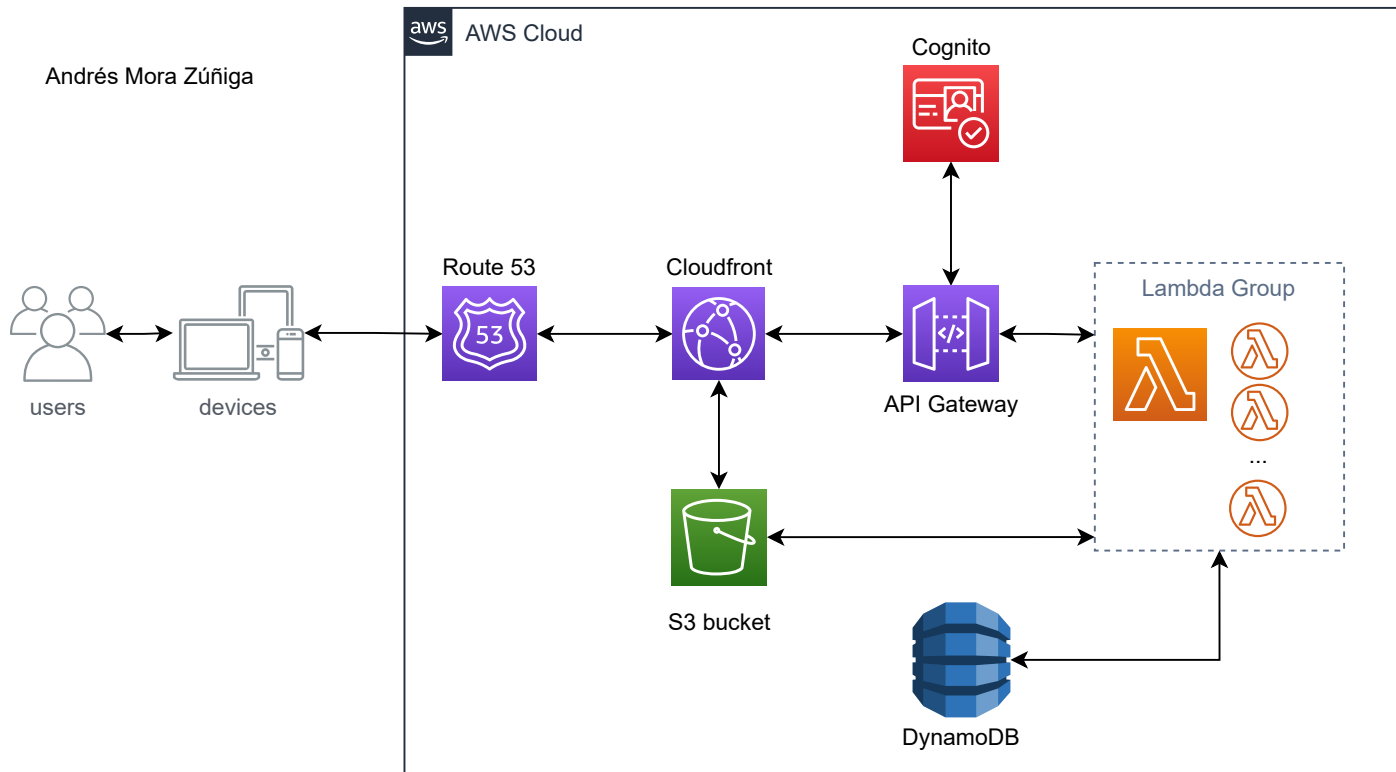 aws
AWS Cloud
Andrés Mora Zúñiga
Cognito
Route 53
53
Cloudfront
</>
API Gateway
Lambda Group
...
users
devices
S3 bucket
DynamoDB